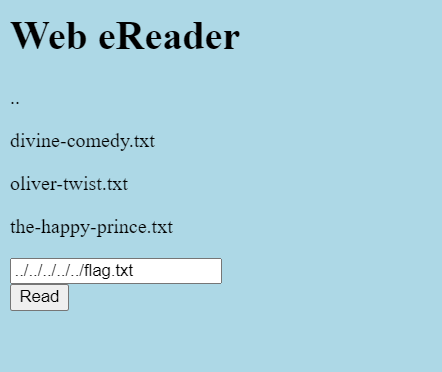 Web eReader
..
divine-comedy.txt
oliver-twist.txt
the-happy-prince.txt
../../../../../flag.txt
Read